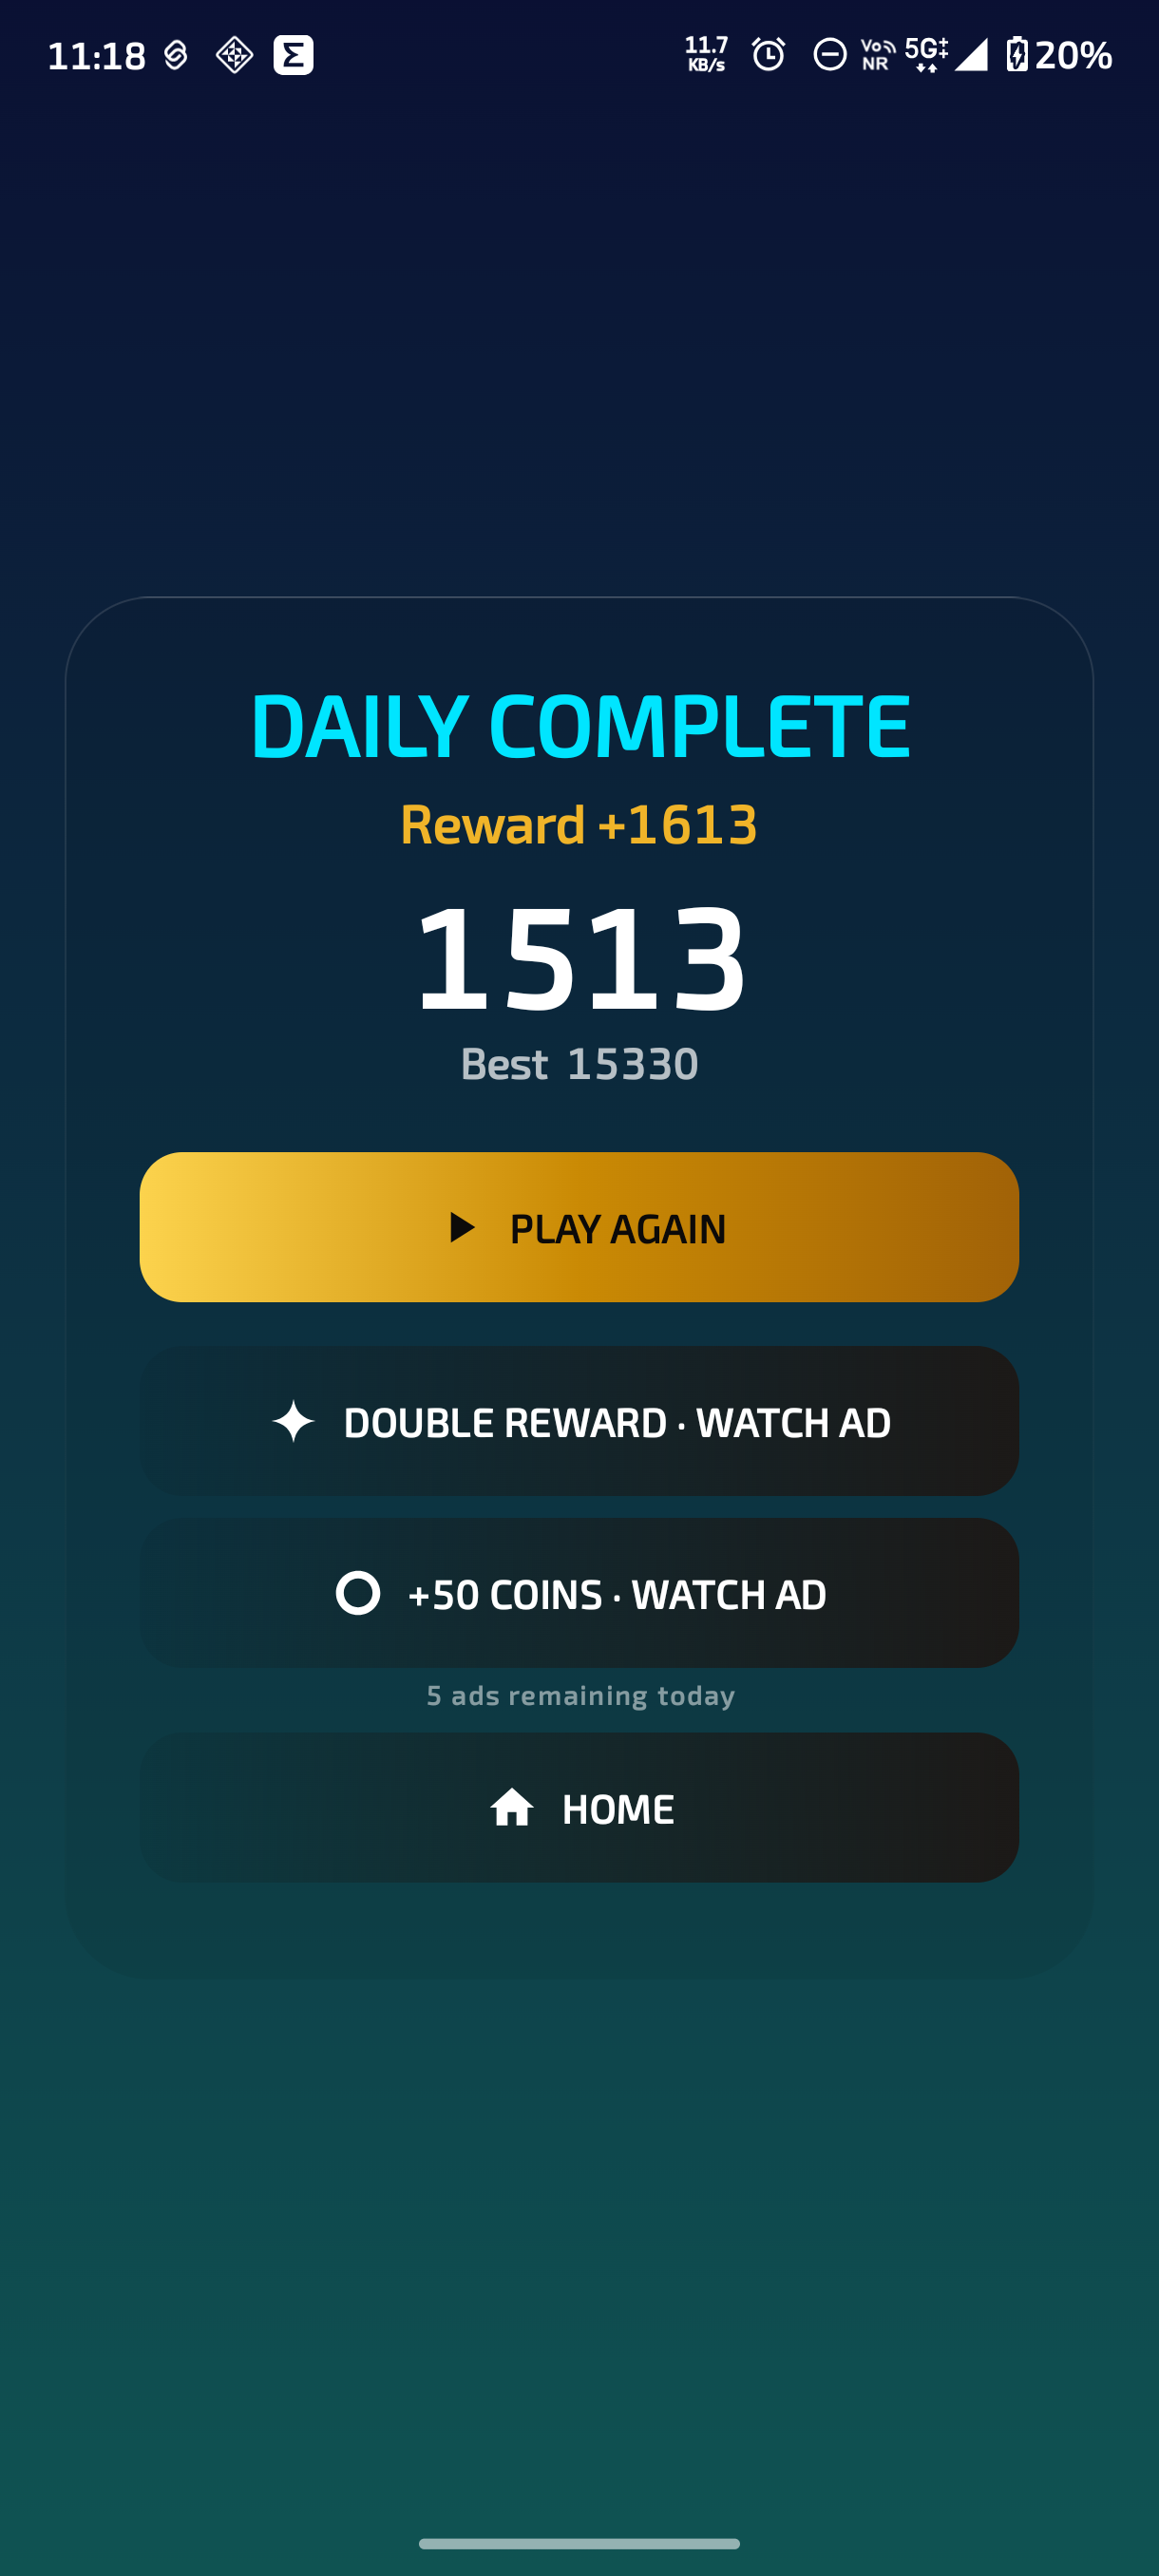 11:18 11.7 KB/s Vo NR 5G+ 20%
DAILY COMPLETE
Reward +1613
1513
Best 15330
PLAY AGAIN
DOUBLE REWARD · WATCH AD
+50 COINS · WATCH AD
5 ads remaining today
HOME